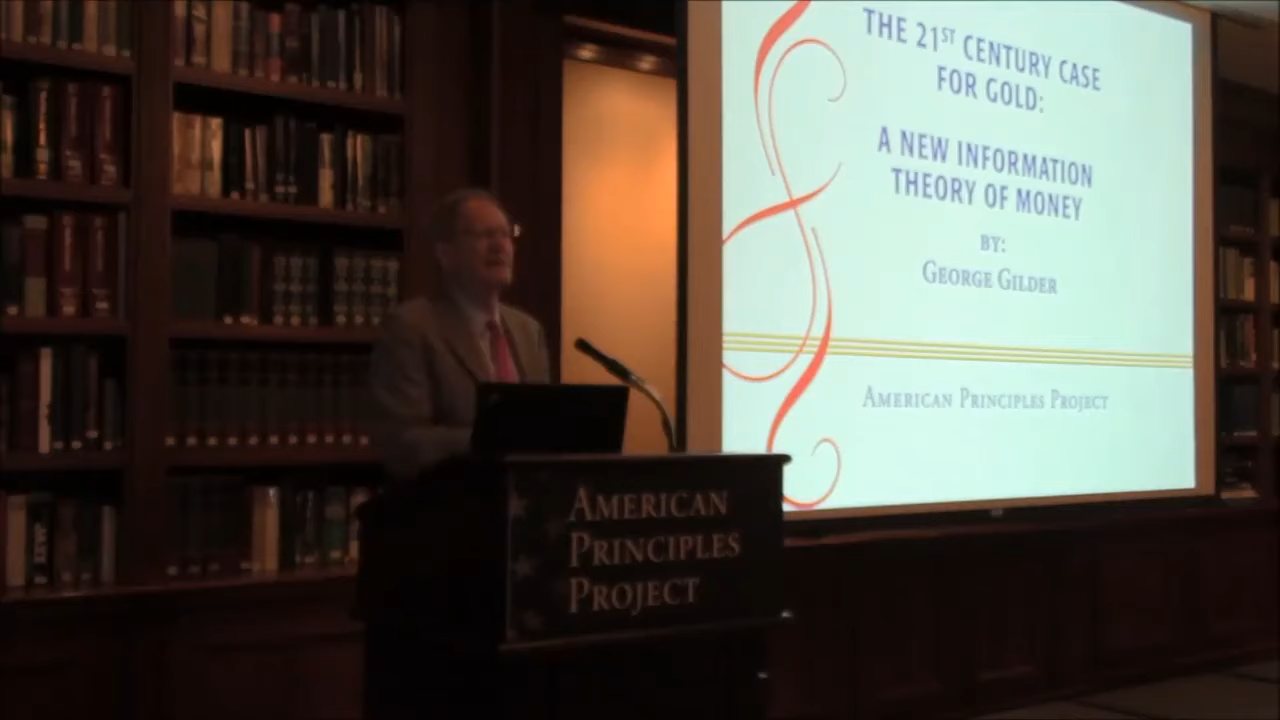 THE 21ST CENTURY CASE
FOR GOLD:
A NEW INFORMATION
THEORY OF MONEY
BY:
GEORGE GILDER
AMERICAN PRINCIPLES PROJECT
AMERICAN
PRINCIPLES
PROJECT